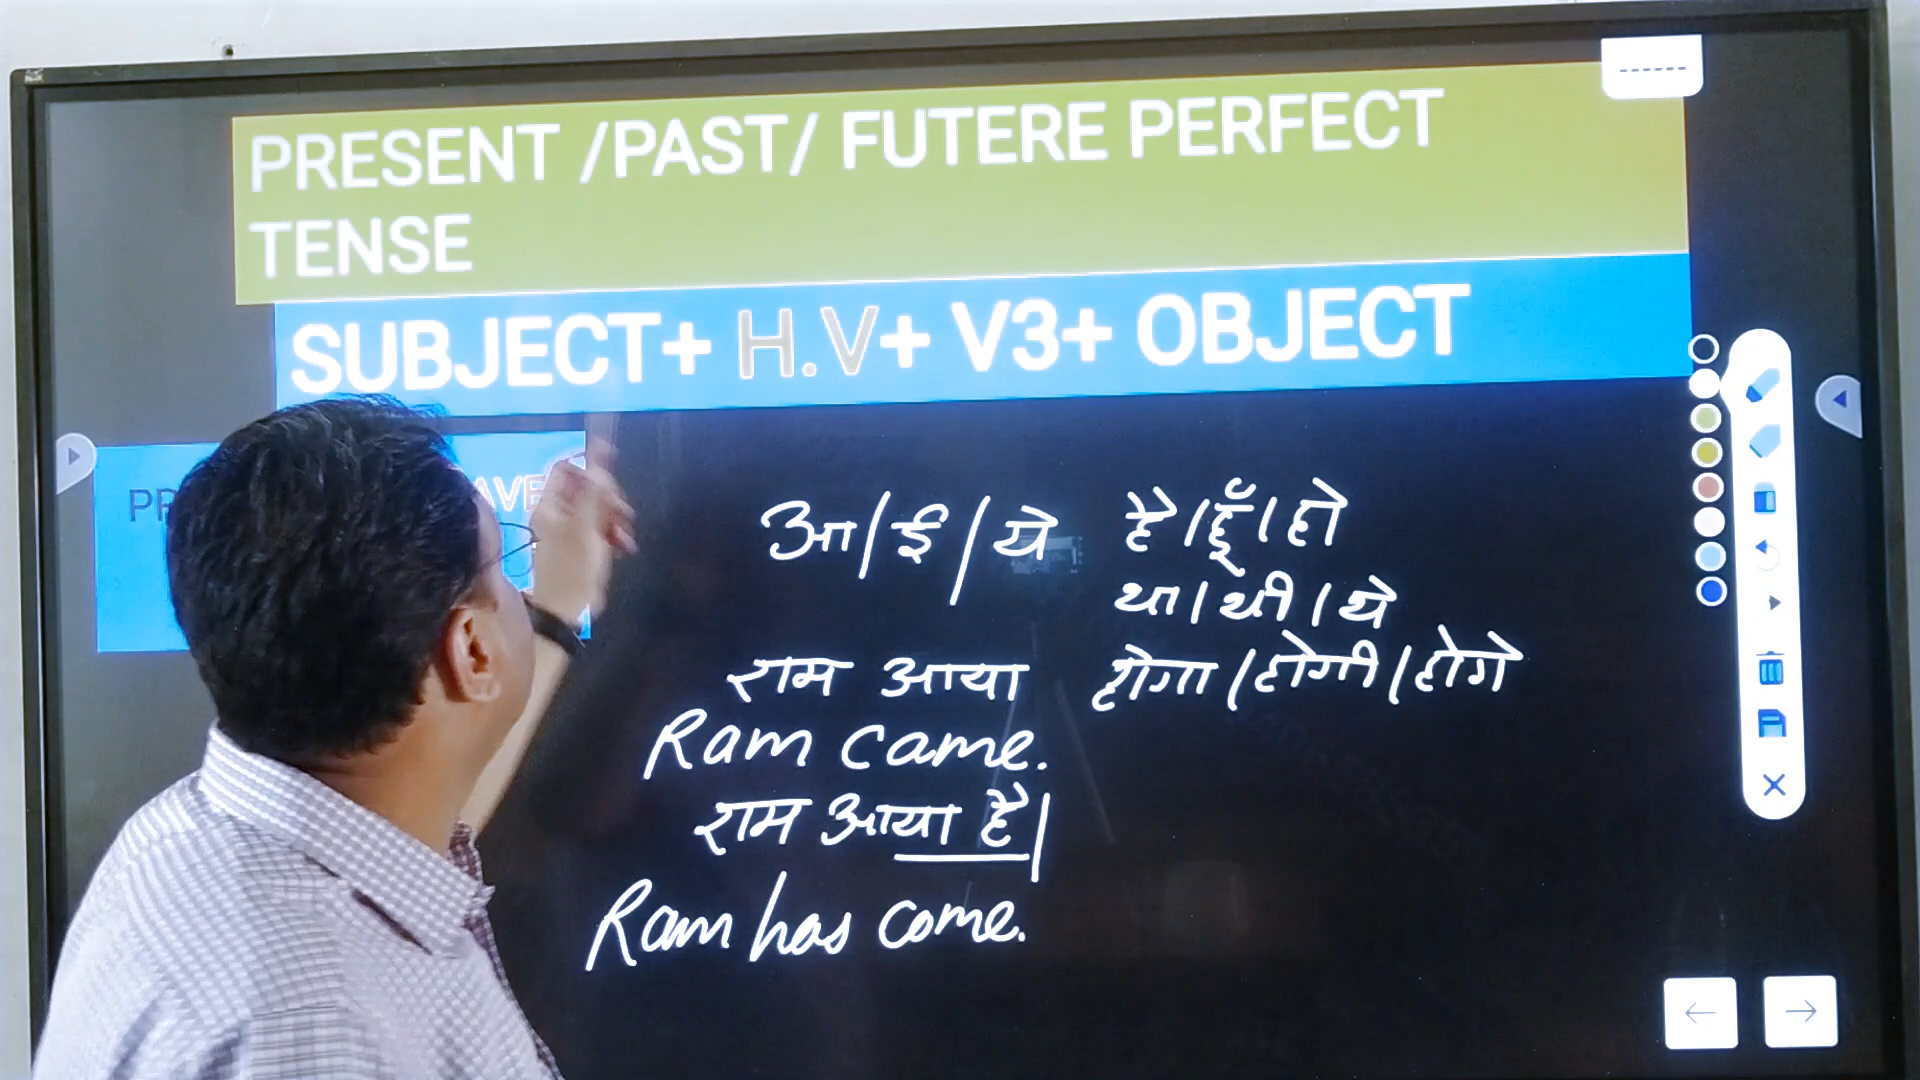 PRESENT /PAST/ FUTERE PERFECT
TENSE
SUBJECT+ H.V+ V3+ OBJECT
आ/ई/ये है/हूँ/हो
था/थी/थे
राम आया होगा/होगी/होगे
Ram came.
राम आया है|
Ram has come.